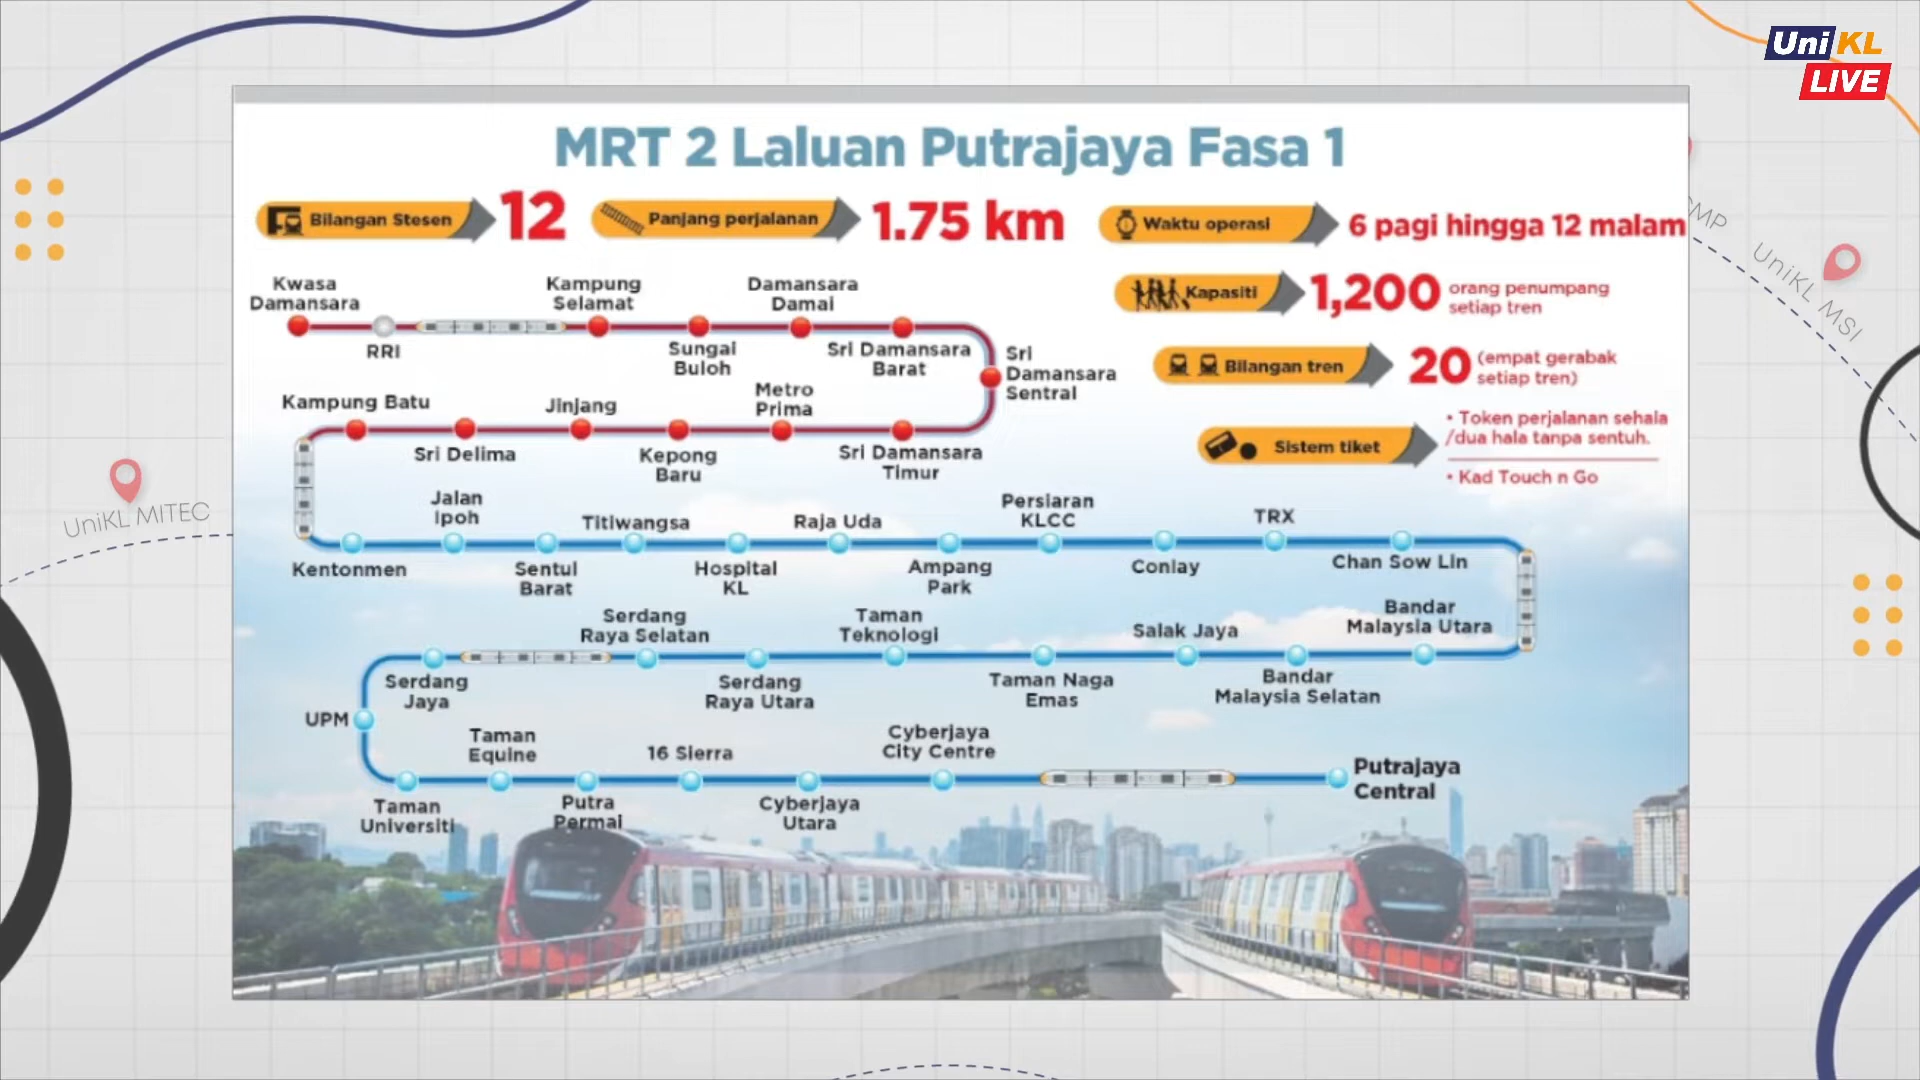 Uni KL
LIVE
MRT 2 Laluan Putrajaya Fasa 1
Bilangan Stesen
12
Panjang perjalanan
1.75 km
Waktu operasi
6 pagi hingga 12 malam
Kapasiti
1,200
orang penumpang
setiap tren
Bilangan tren
20
(empat gerabak
setiap tren)
Sistem tiket
• Token perjalanan sehala
/dua hala tanpa sentuh.
• Kad Touch n Go
Kwasa
Damansara
RRI
Kampung
Selamat
Sungai
Buloh
Damansara
Damai
Sri Damansara
Barat
Sri
Damansara
Sentral
Kampung Batu
Sri Delima
Jinjang
Kepong
Baru
Metro
Prima
Sri Damansara
Timur
Kentonmen
Jalan
Ipoh
Sentul
Barat
Titiwangsa
Hospital
KL
Raja Uda
Ampang
Park
Persiaran
KLCC
Conlay
TRX
Chan Sow Lin
Serdang
Jaya
Serdang
Raya Selatan
Serdang
Raya Utara
Taman
Teknologi
Taman Naga
Emas
Salak Jaya
Bandar
Malaysia Selatan
Bandar
Malaysia Utara
UPM
Taman
Universiti
Taman
Equine
Putra
Permai
16 Sierra
Cyberjaya
Utara
Cyberjaya
City Centre
Putrajaya
Central
UniKL MITEC
UniKL MSI